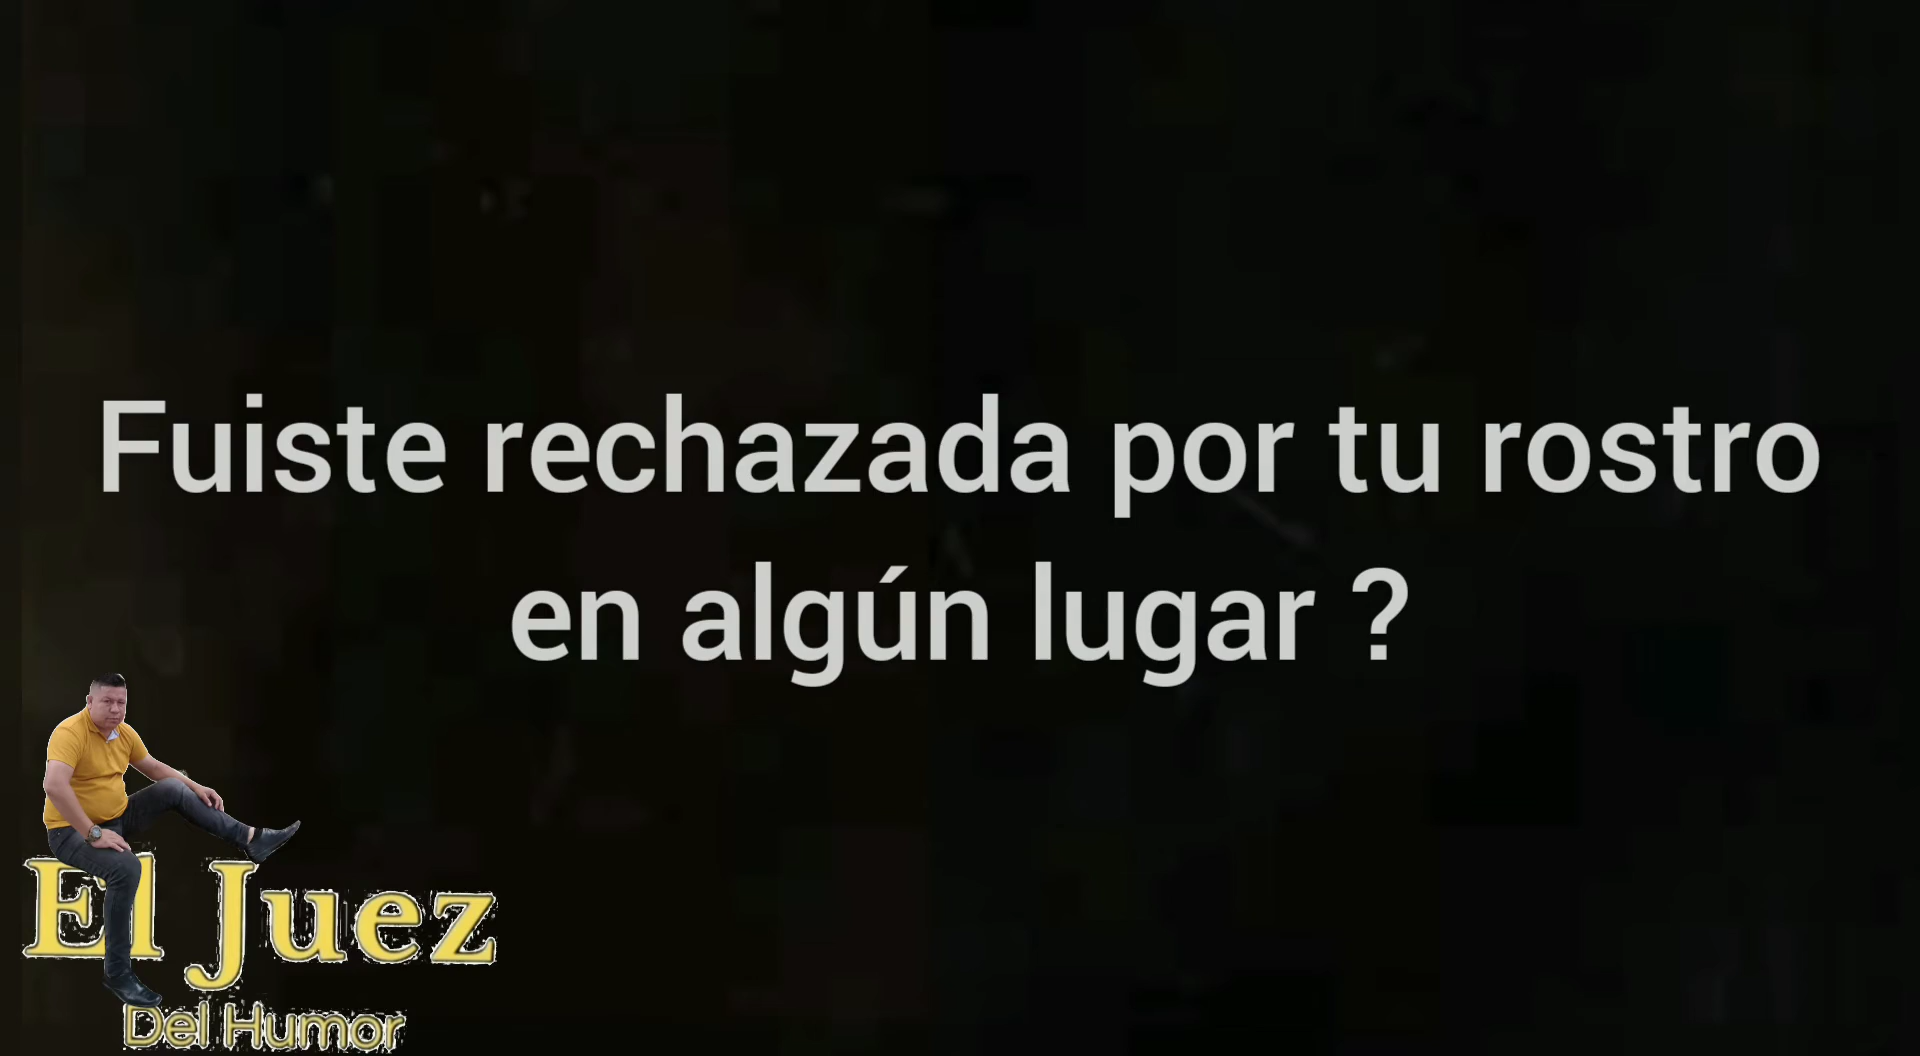 Fuiste rechazada por tu rostro
en algún lugar ?
El Juez
Del Humor